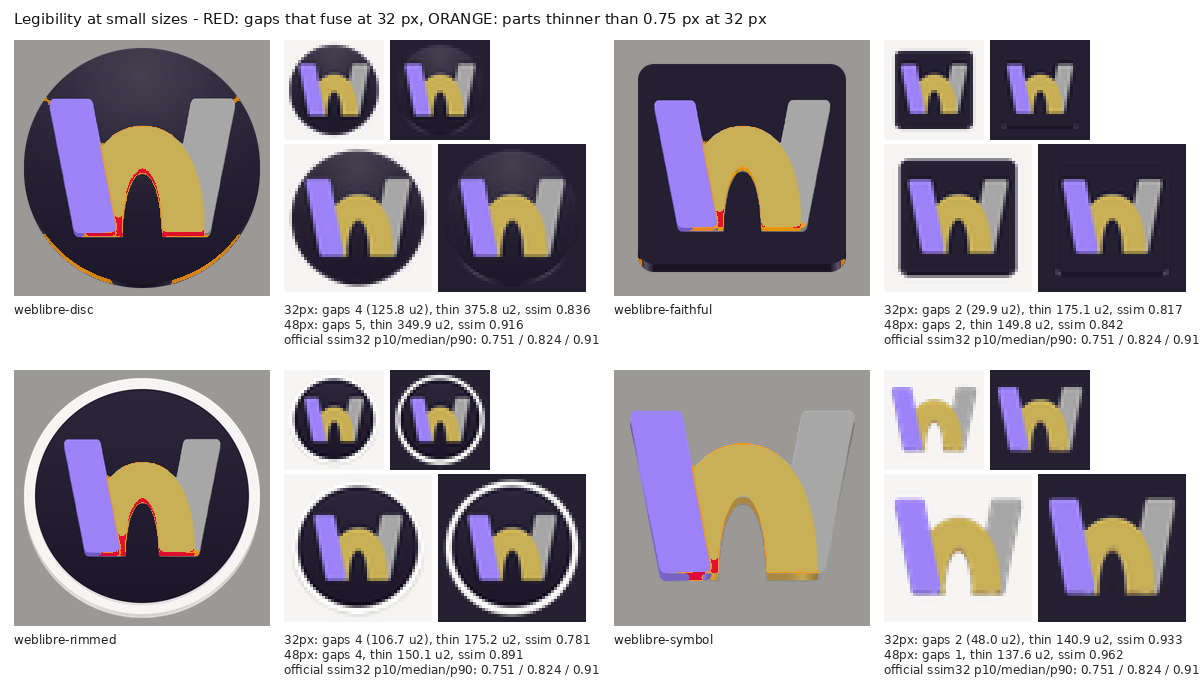 Legibility at small sizes - RED: gaps that fuse at 32 px, ORANGE: parts thinner than 0.75 px at 32 px
weblibre-disc
32px: gaps 4 (125.8 u2), thin 375.8 u2, ssim 0.836
48px: gaps 5, thin 349.9 u2, ssim 0.916
official ssim32 p10/median/p90: 0.751 / 0.824 / 0.91
weblibre-faithful
32px: gaps 2 (29.9 u2), thin 175.1 u2, ssim 0.817
48px: gaps 2, thin 149.8 u2, ssim 0.842
official ssim32 p10/median/p90: 0.751 / 0.824 / 0.91
weblibre-rimmed
32px: gaps 4 (106.7 u2), thin 175.2 u2, ssim 0.781
48px: gaps 4, thin 150.1 u2, ssim 0.891
official ssim32 p10/median/p90: 0.751 / 0.824 / 0.91
weblibre-symbol
32px: gaps 2 (48.0 u2), thin 140.9 u2, ssim 0.933
48px: gaps 1, thin 137.6 u2, ssim 0.962
official ssim32 p10/median/p90: 0.751 / 0.824 / 0.91